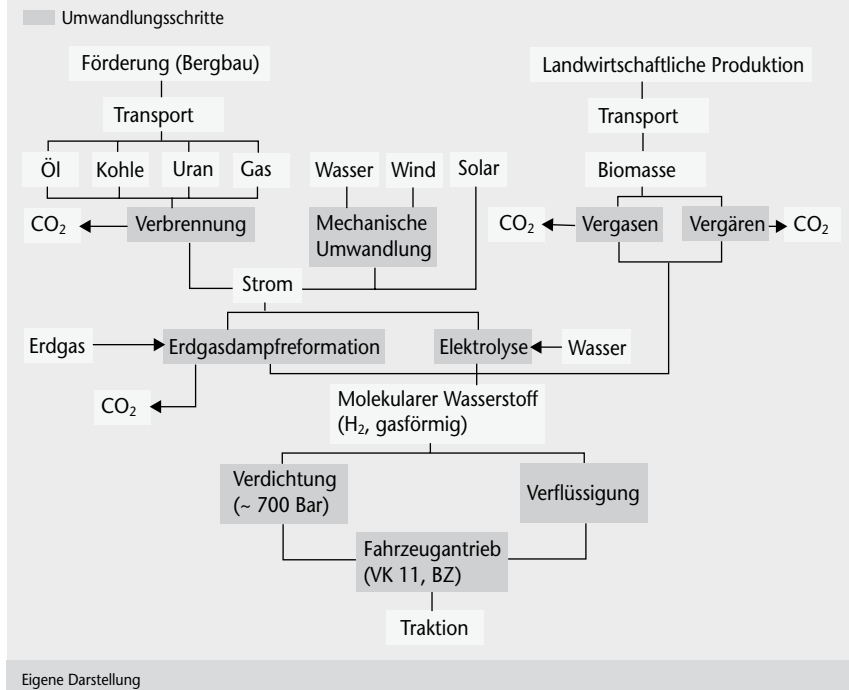 Umwandlungsschritte
Förderung (Bergbau)
Landwirtschaftliche Produktion
Transport
Transport
Öl
Kohle
Uran
Gas
Wasser
Wind
Solar
Biomasse
CO₂
Verbrennung
Mechanische
Umwandlung
CO₂
Vergasen
Vergären
CO₂
Strom
Erdgas
Erdgasdampfreformation
Elektrolyse
Wasser
CO₂
Molekularer Wasserstoff
(H₂, gasförmig)
Verdichtung
(~ 700 Bar)
Verflüssigung
Fahrzeugantrieb
(VK 11, BZ)
Traktion
Eigene Darstellung